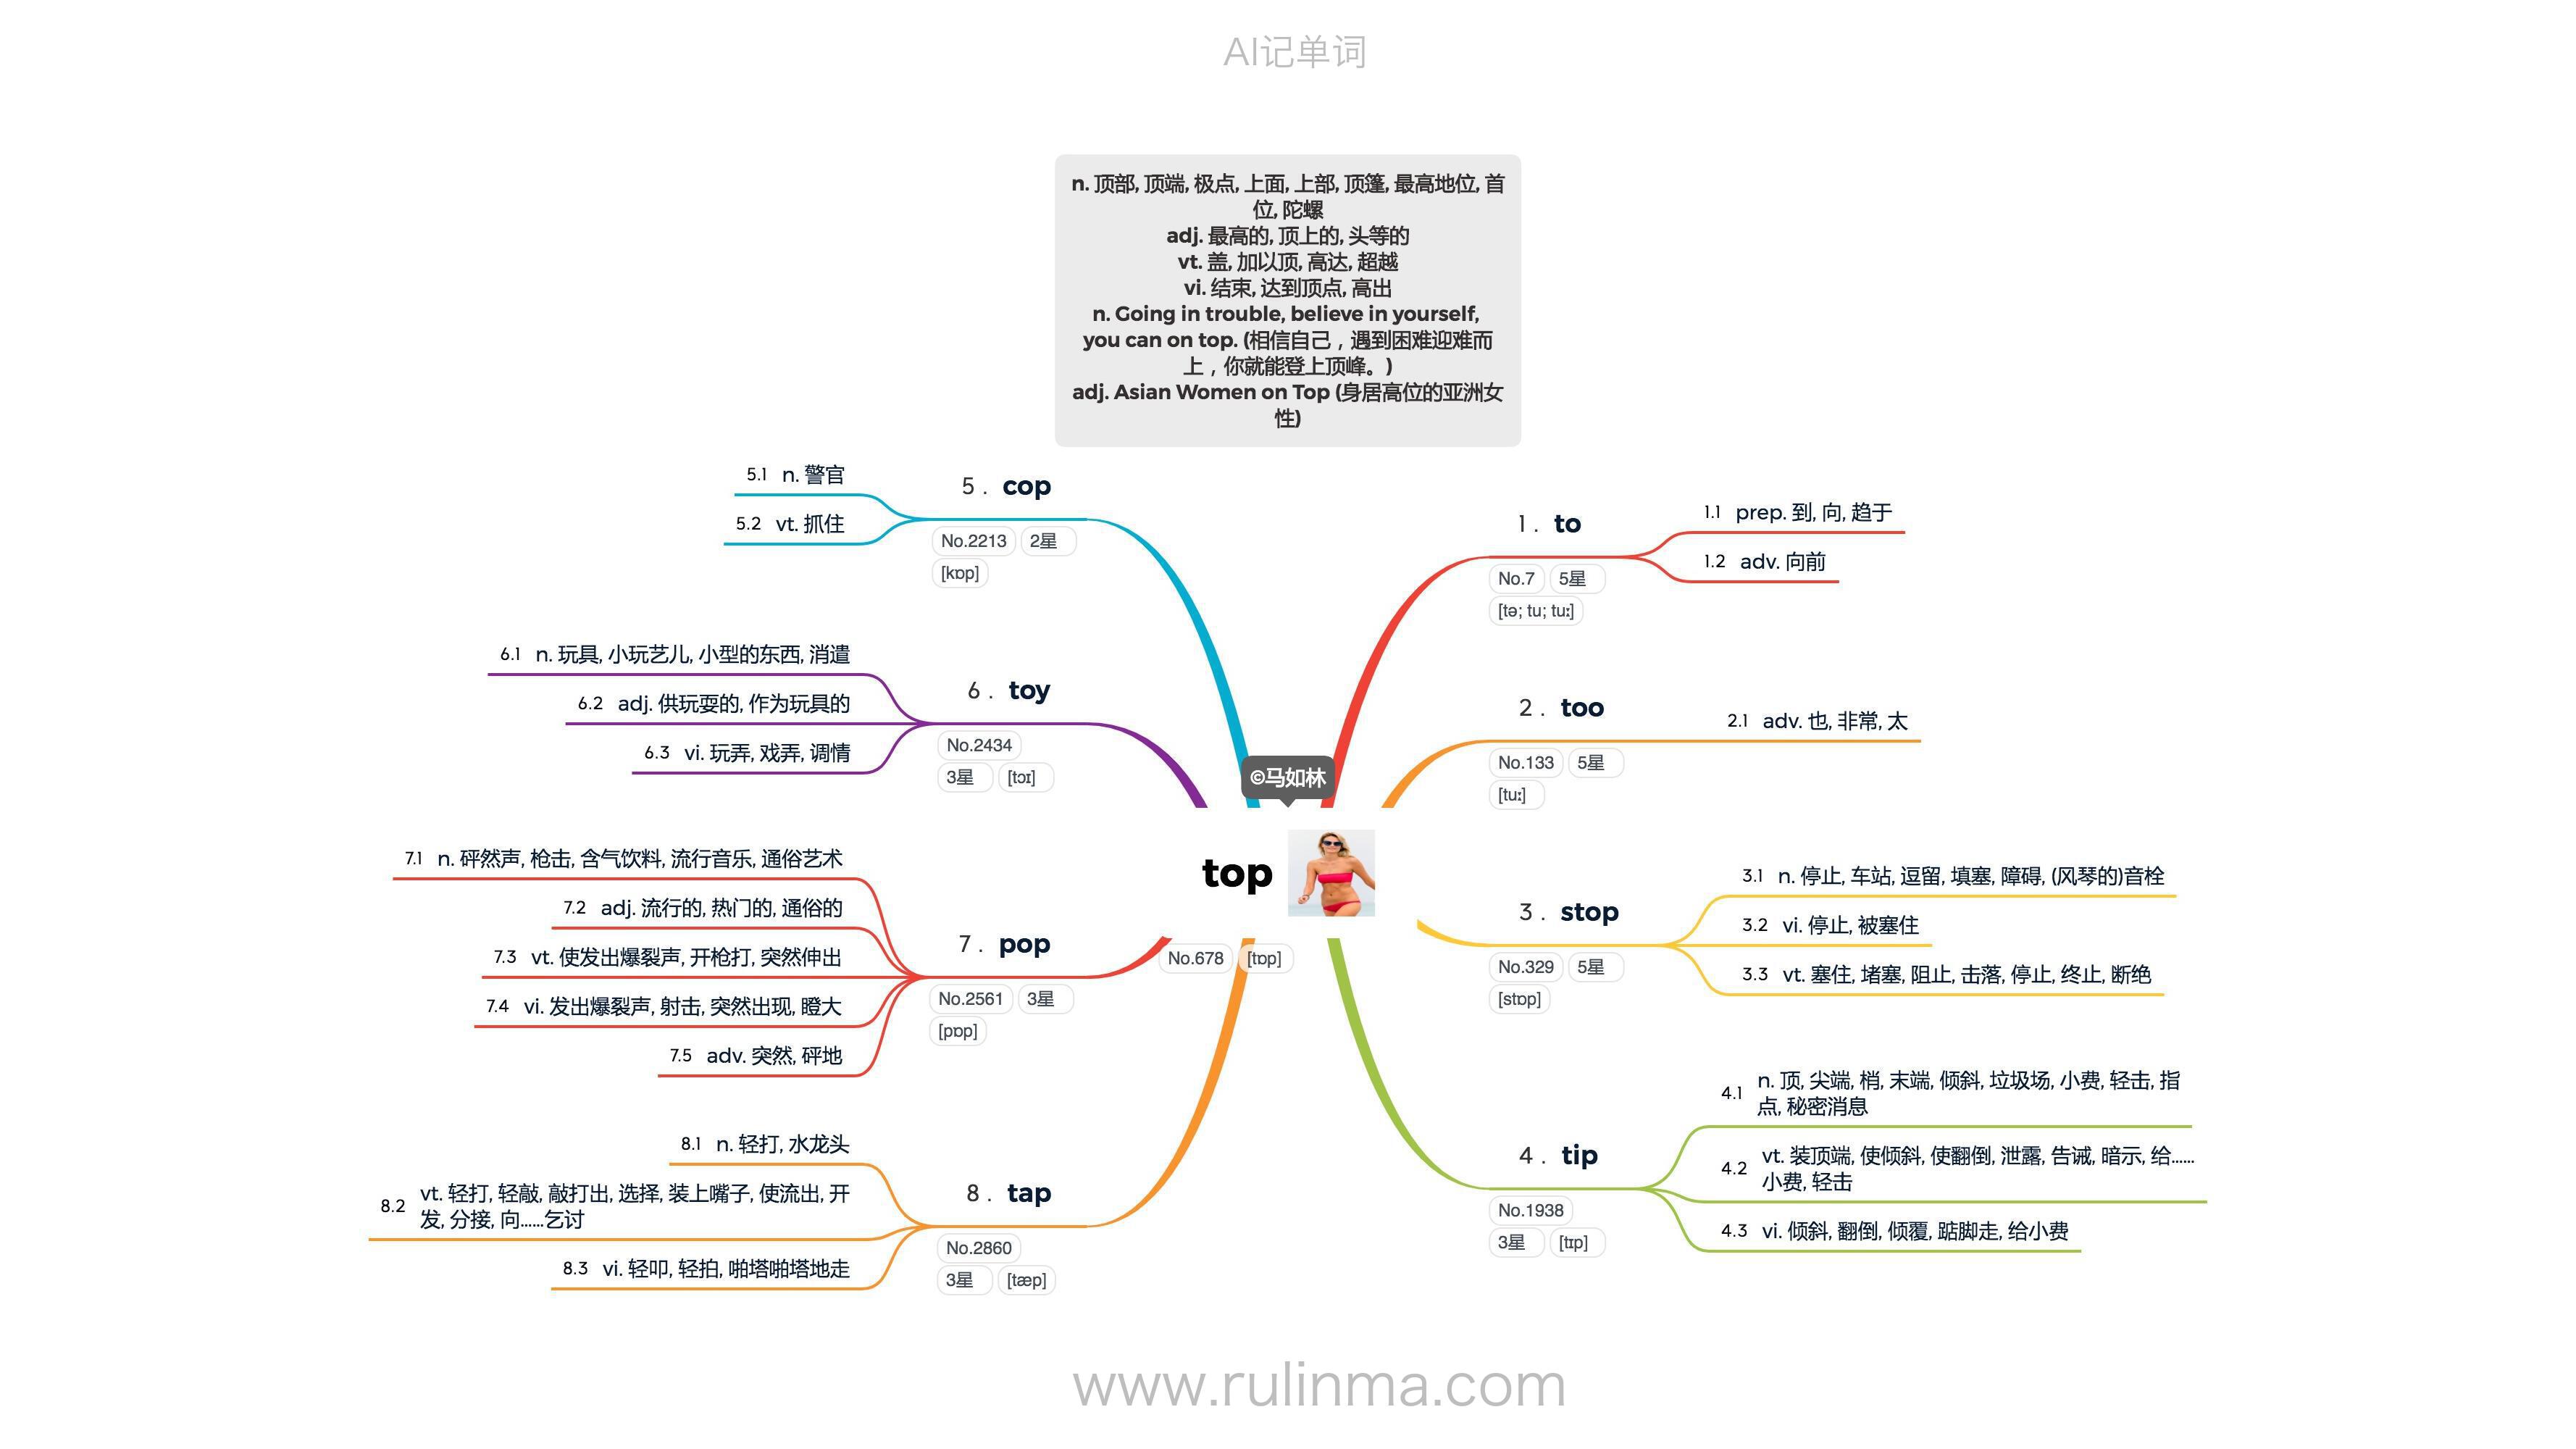 AI记单词
n. 顶部, 顶端, 极点, 上面, 上部, 顶篷, 最高地位, 首
位, 陀螺
adj. 最高的, 顶上的, 头等的
vt. 盖, 加以顶, 高达, 超越
vi. 结束, 达到顶点, 高出
n. Going in trouble, believe in yourself,
you can on top. (相信自己，遇到困难迎难而
上，你就能登上顶峰。)
adj. Asian Women on Top (身居高位的亚洲女
性)
©马如林
top
No.678 [tɒp]
1 . to
No.7 5星
[tə; tu; tuː]
1.1 prep. 到, 向, 趋于
1.2 adv. 向前
2 . too
No.133 5星
[tuː]
2.1 adv. 也, 非常, 太
3 . stop
No.329 5星
[stɒp]
3.1 n. 停止, 车站, 逗留, 填塞, 障碍, (风琴的)音栓
3.2 vi. 停止, 被塞住
3.3 vt. 塞住, 堵塞, 阻止, 击落, 停止, 终止, 断绝
4 . tip
No.1938
3星 [tɪp]
4.1 n. 顶, 尖端, 梢, 末端, 倾斜, 垃圾场, 小费, 轻击, 指
点, 秘密消息
4.2 vt. 装顶端, 使倾斜, 使翻倒, 泄露, 告诫, 暗示, 给……
小费, 轻击
4.3 vi. 倾斜, 翻倒, 倾覆, 踮脚走, 给小费
5 . cop
No.2213 2星
[kɒp]
5.1 n. 警官
5.2 vt. 抓住
6 . toy
No.2434
3星 [tɔɪ]
6.1 n. 玩具, 小玩艺儿, 小型的东西, 消遣
6.2 adj. 供玩耍的, 作为玩具的
6.3 vi. 玩弄, 戏弄, 调情
7 . pop
No.2561 3星
[pɒp]
7.1 n. 砰然声, 枪击, 含气饮料, 流行音乐, 通俗艺术
7.2 adj. 流行的, 热门的, 通俗的
7.3 vt. 使发出爆裂声, 开枪打, 突然伸出
7.4 vi. 发出爆裂声, 射击, 突然出现, 瞪大
7.5 adv. 突然, 砰地
8 . tap
No.2860
3星 [tæp]
8.1 n. 轻打, 水龙头
8.2 vt. 轻打, 轻敲, 敲打出, 选择, 装上嘴子, 使流出, 开
发, 分接, 向……乞讨
8.3 vi. 轻叩, 轻拍, 啪塔啪塔地走
www.rulinma.com